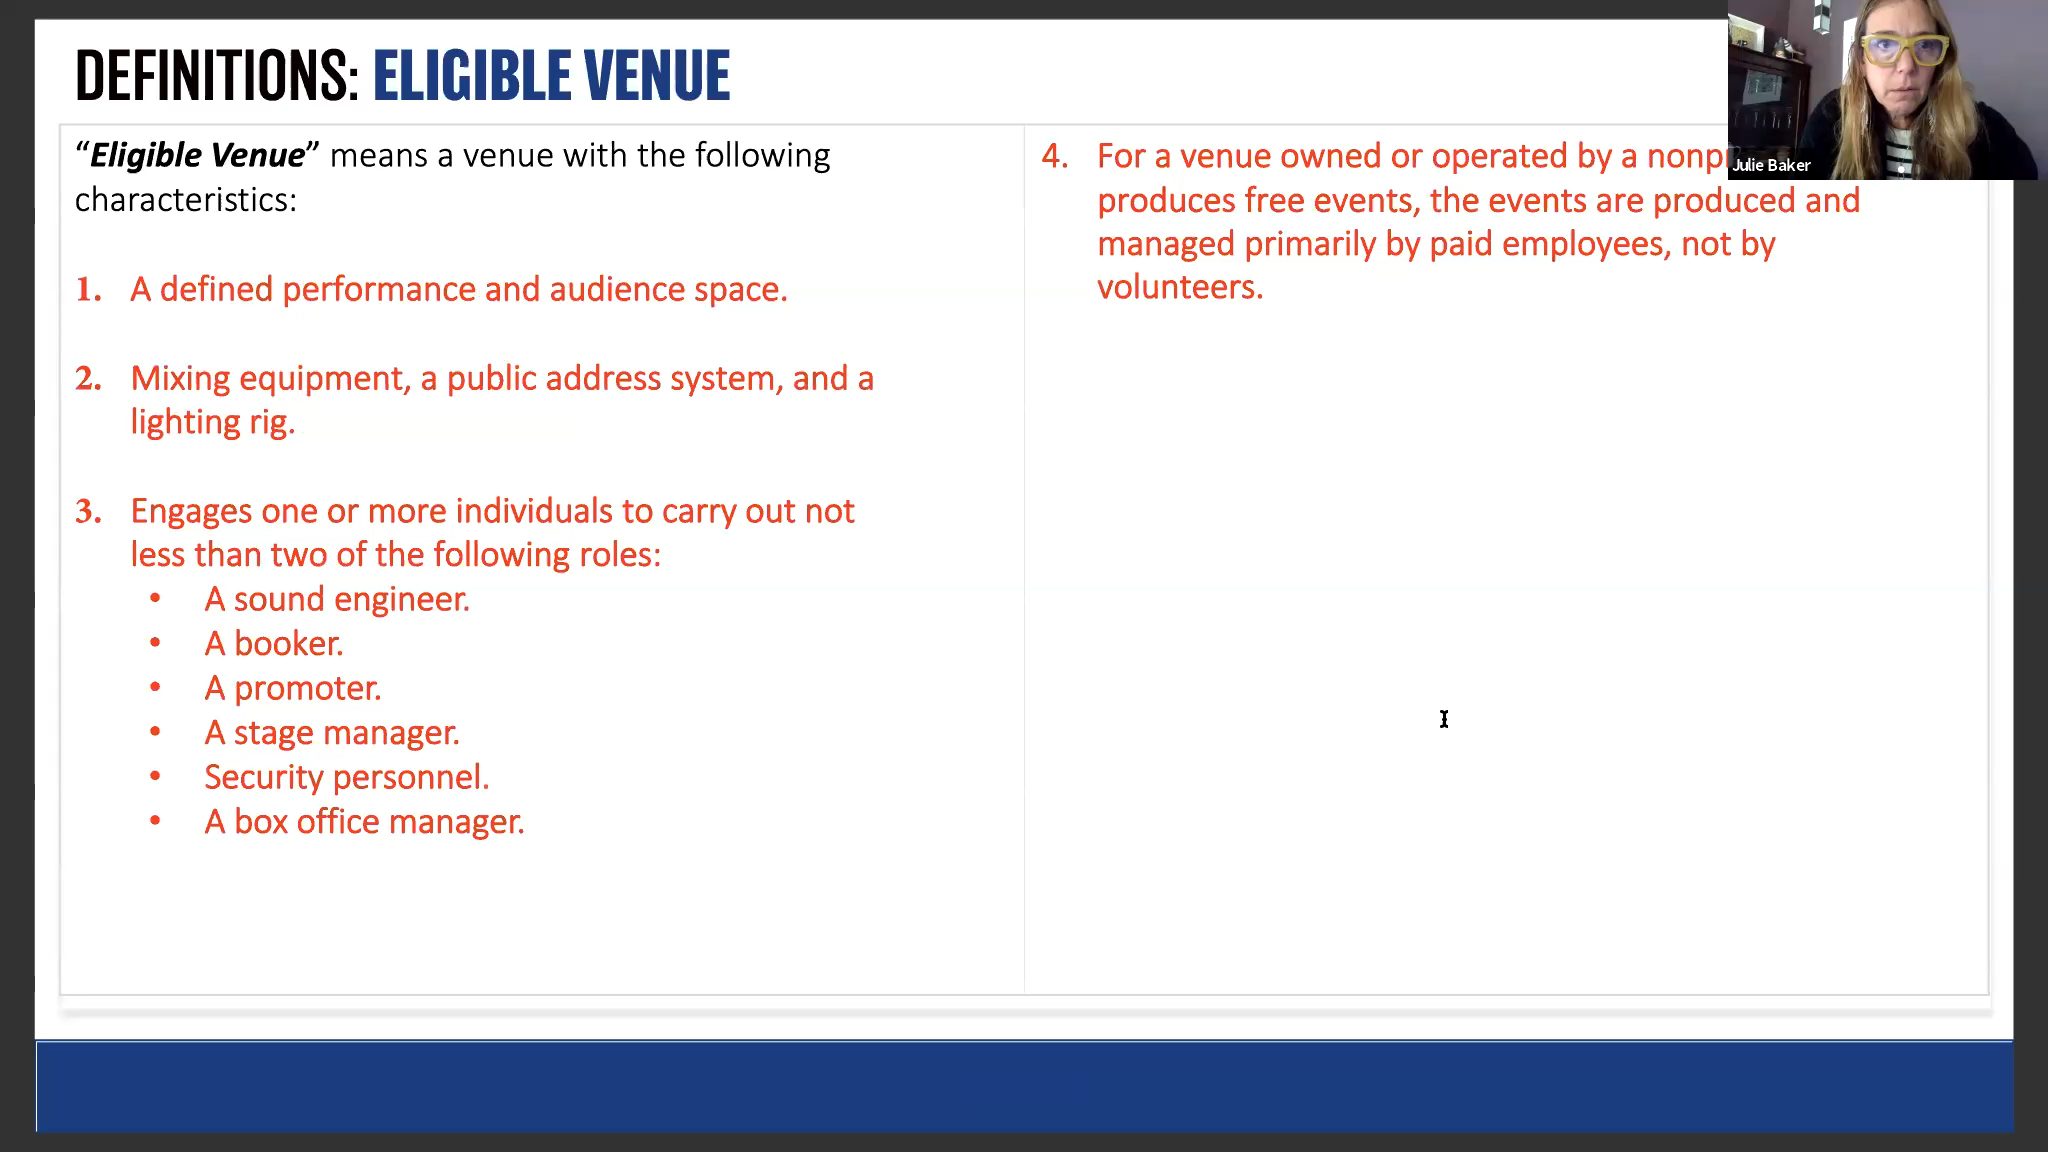 DEFINITIONS: ELIGIBLE VENUE
“Eligible Venue” means a venue with the following
characteristics:
1. A defined performance and audience space.
2. Mixing equipment, a public address system, and a
lighting rig.
3. Engages one or more individuals to carry out not
less than two of the following roles:
• A sound engineer.
• A booker.
• A promoter.
• A stage manager.
• Security personnel.
• A box office manager.
4. For a venue owned or operated by a
produces free events, the events are produced and
managed primarily by paid employees, not by
volunteers.
Julie Baker